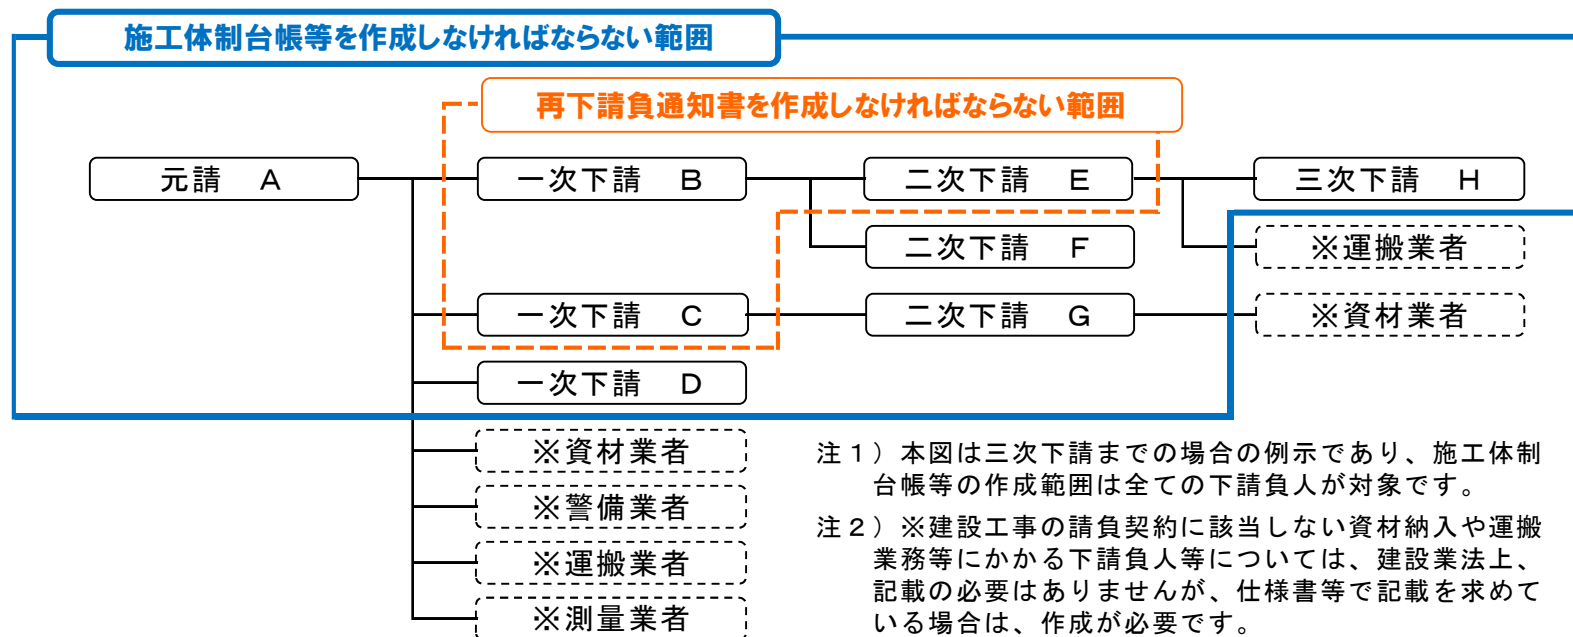 施工体制台帳等を作成しなければならない範囲
再下請負通知書を作成しなければならない範囲
元請　A
一次下請　B
二次下請　E
三次下請　H
二次下請　F
※運搬業者
一次下請　C
二次下請　G
※資材業者
一次下請　D
※資材業者
※警備業者
※運搬業者
※測量業者
注１）本図は三次下請までの場合の例示であり、施工体制
台帳等の作成範囲は全ての下請負人が対象です。
注２）※建設工事の請負契約に該当しない資材納入や運搬
業務等にかかる下請負人等については、建設業法上、
記載の必要はありませんが、仕様書等で記載を求めて
いる場合は、作成が必要です。